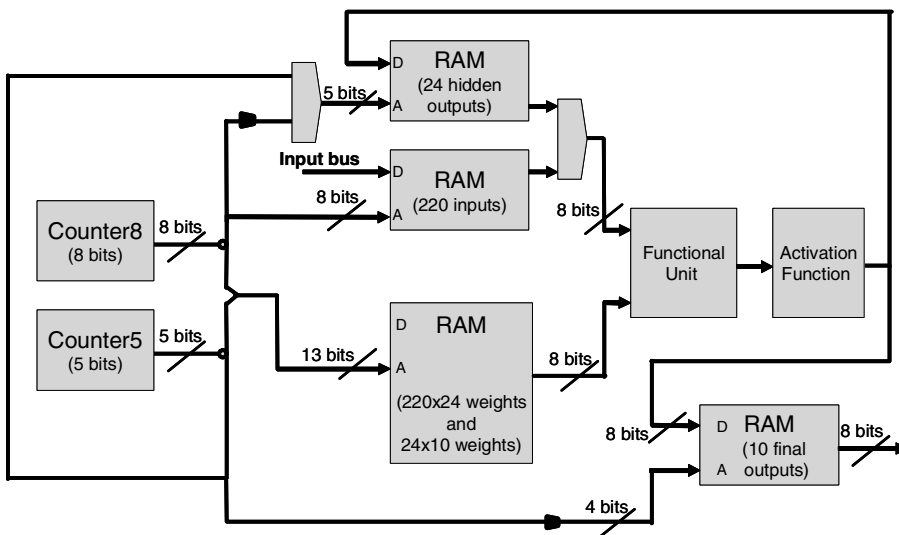 RAM
(24 hidden
outputs)
D
A
5 bits
Input bus
D
A
RAM
(220 inputs)
8 bits
Counter8
(8 bits)
8 bits
8 bits
Functional
Unit
Activation
Function
Counter5
(5 bits)
5 bits
13 bits
D
A
RAM
(220x24 weights
and
24x10 weights)
8 bits
8 bits
D
A
RAM
(10 final
outputs)
8 bits
4 bits